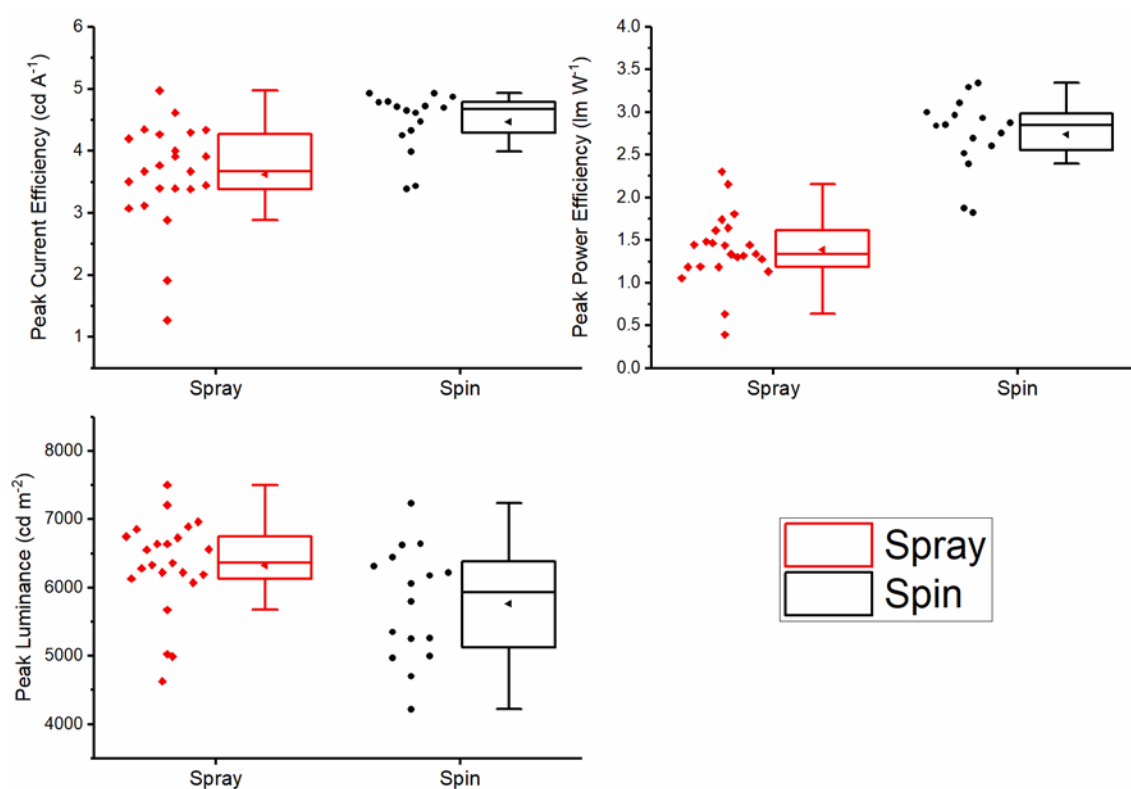 Peak Current Efficiency (cd A⁻¹)
6
5
4
3
2
1
Spray
Spin
Peak Power Efficiency (lm W⁻¹)
4.0
3.5
3.0
2.5
2.0
1.5
1.0
0.5
0.0
Spray
Spin
Peak Luminance (cd m⁻²)
8000
7000
6000
5000
4000
Spray
Spin
Spray
Spin